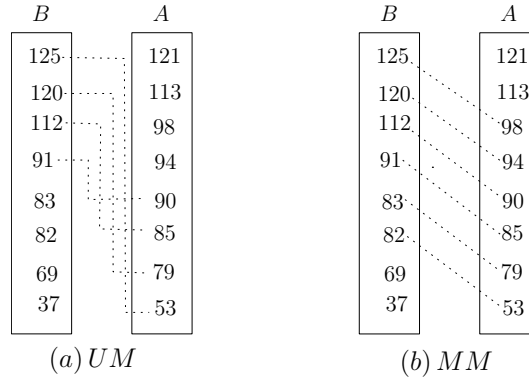 B A B A
125 121 125 121
120 113 120 113
112 98 112 98
91 94 91 94
83 90 83 90
82 85 82 85
69 79 69 79
37 53 37 53
(a) UM (b) MM